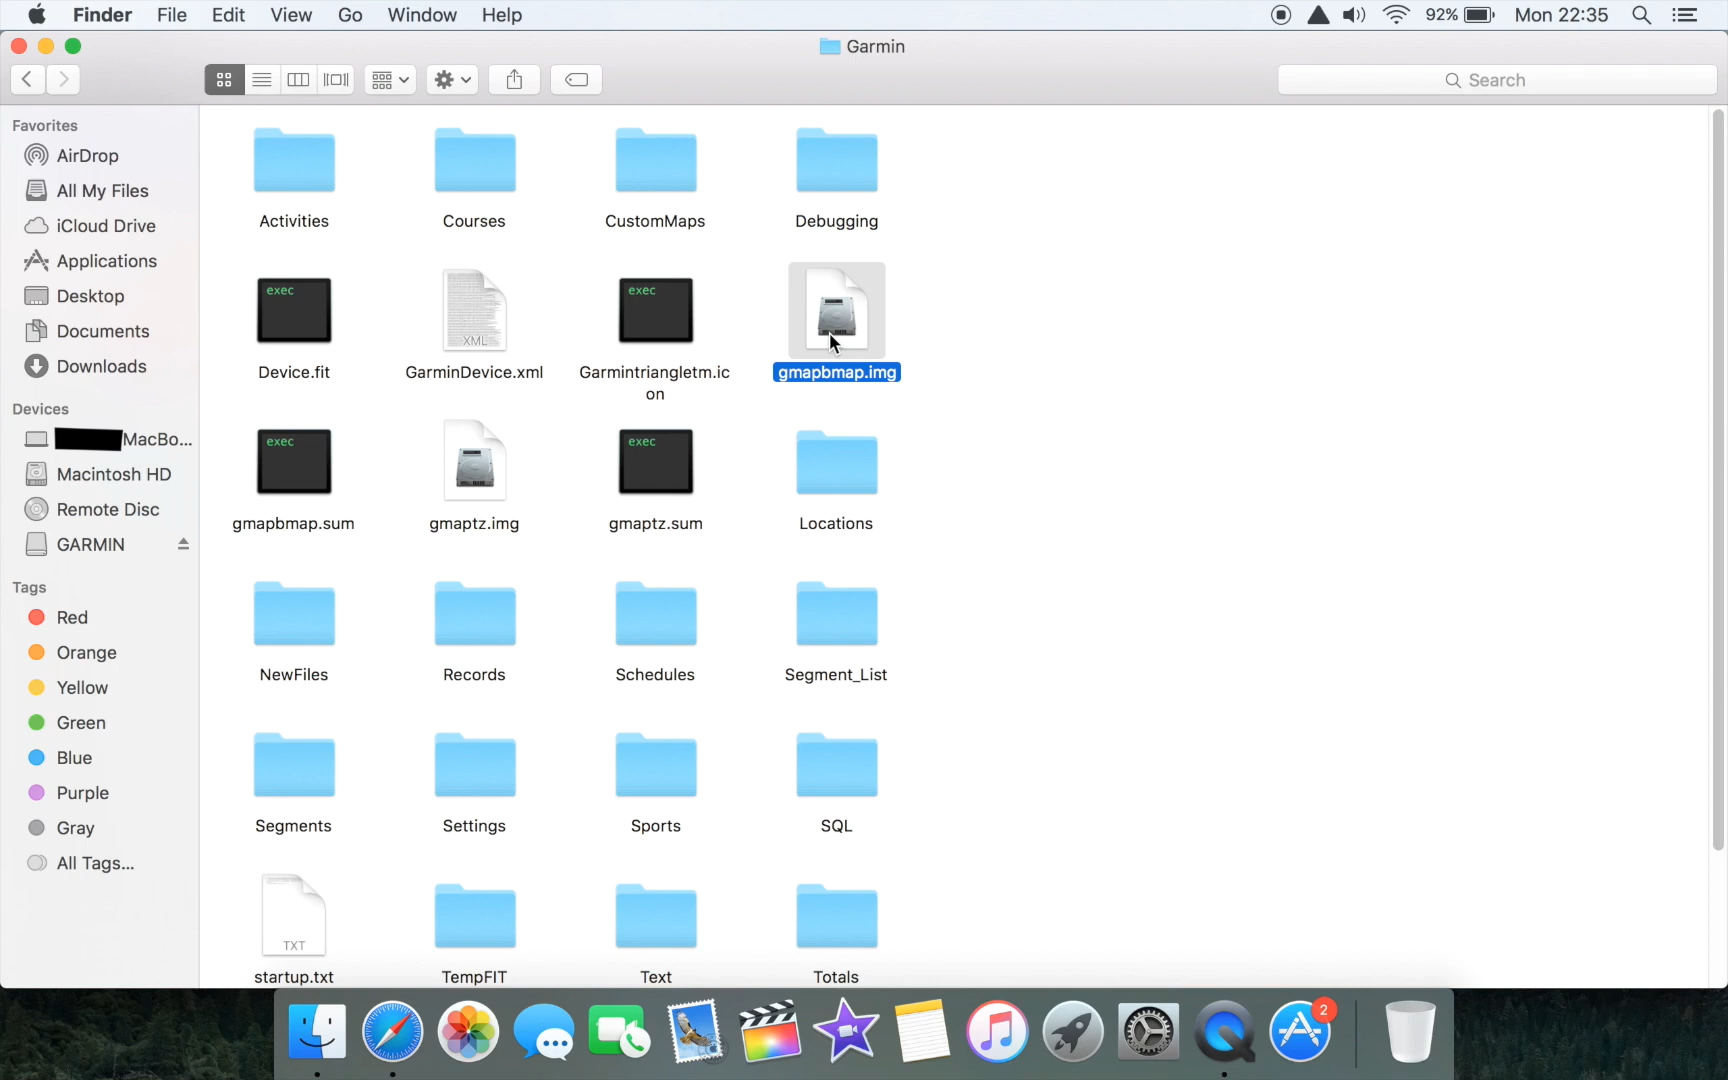 Finder File Edit View Go Window Help 92% Mon 22:35
Garmin
Search
Favorites
AirDrop
All My Files
iCloud Drive
Applications
Desktop
Documents
Downloads
Devices
MacBo...
Macintosh HD
Remote Disc
GARMIN
Tags
Red
Orange
Yellow
Green
Blue
Purple
Gray
All Tags...
Activities Courses CustomMaps Debugging
exec XML exec
Device.fit GarminDevice.xml Garmintriangletm.ic gmapbmap.img
on
exec exec
gmapbmap.sum gmaptz.img gmaptz.sum Locations
NewFiles Records Schedules Segment_List
Segments Settings Sports SQL
TXT
startup.txt TempFIT Text Totals
2